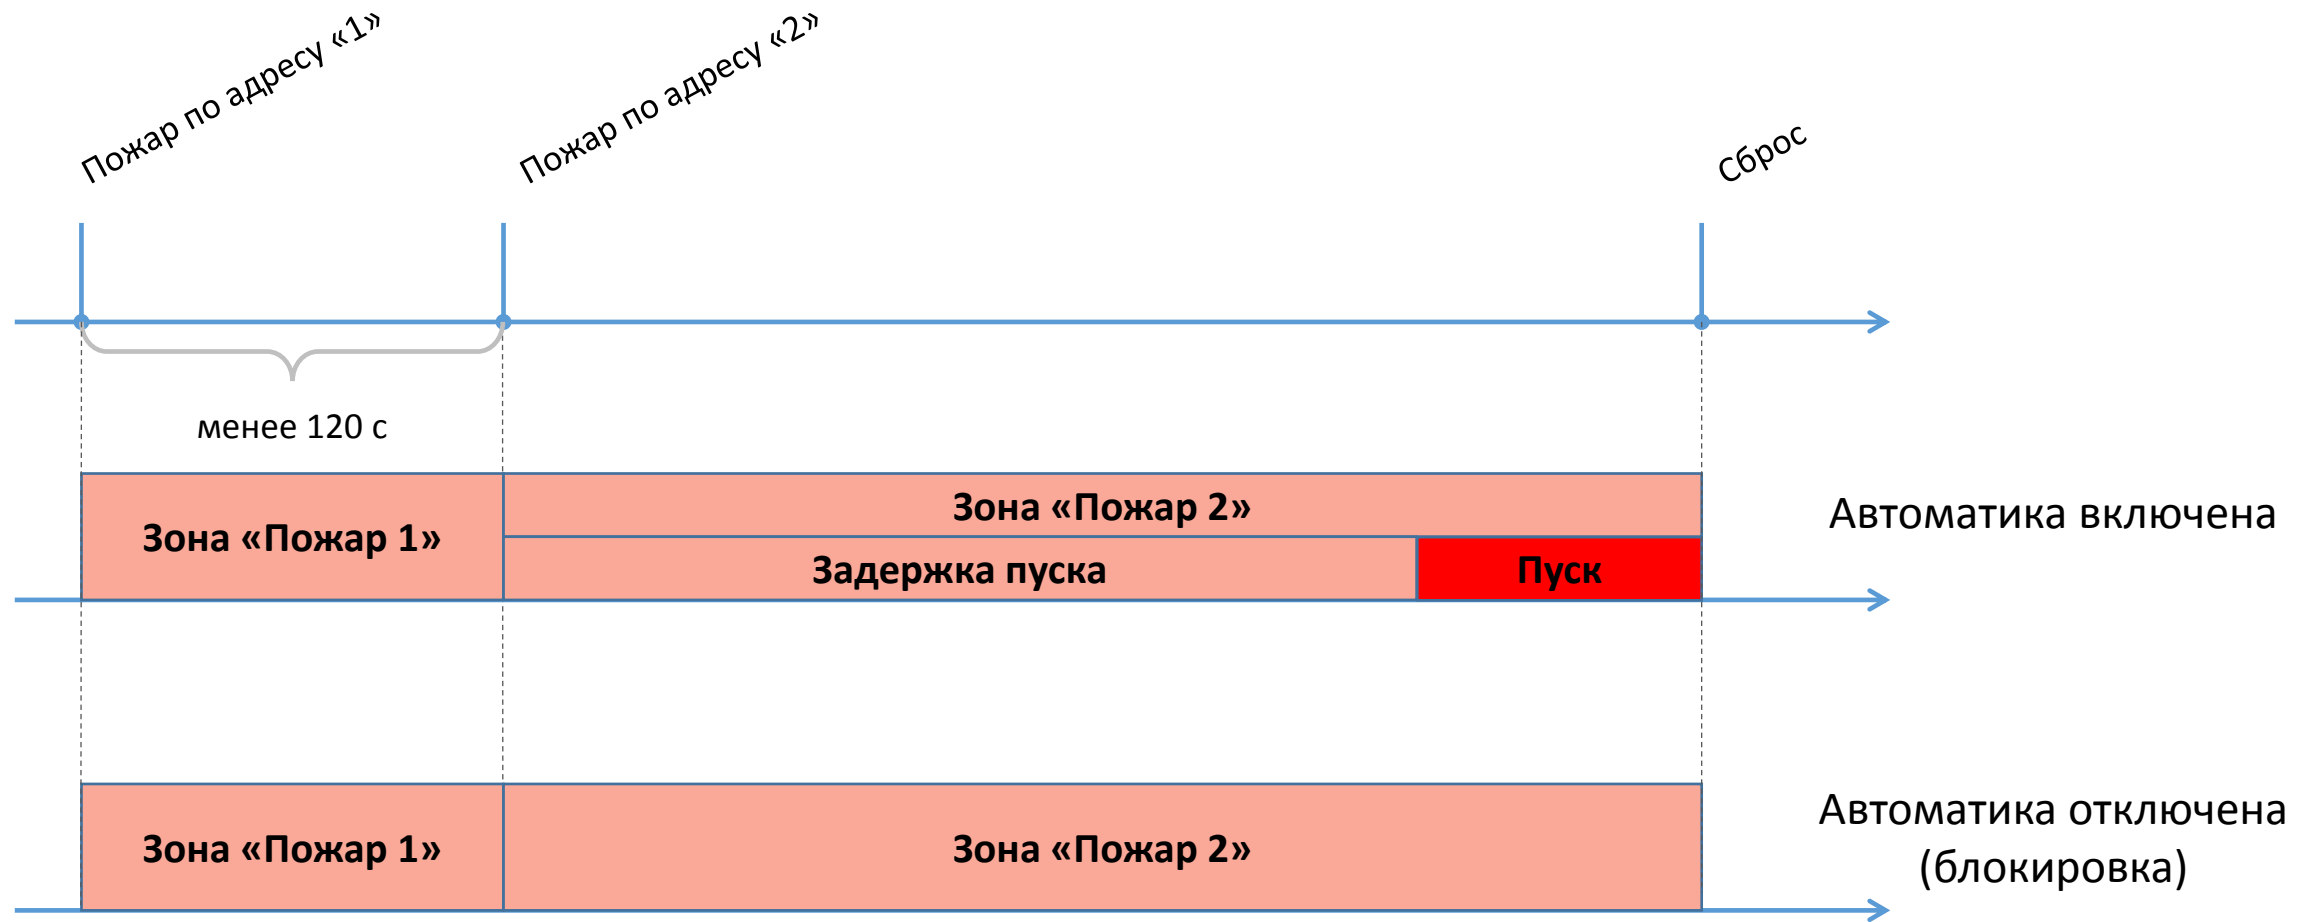 Пожар по адресу «1»
Пожар по адресу «2»
Сброс
менее 120 с
Зона «Пожар 1»
Зона «Пожар 2»
Задержка пуска
Пуск
Автоматика включена
Зона «Пожар 1»
Зона «Пожар 2»
Автоматика отключена
(блокировка)